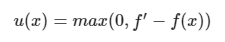 u(x) = max(0, f′ − f(x))